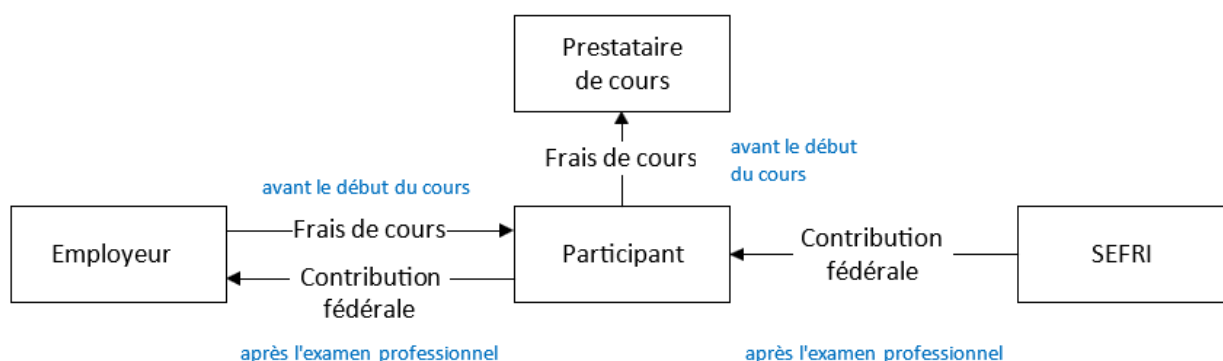 Prestataire
de cours
Frais de cours
avant le début
du cours
avant le début du cours
Employeur
Frais de cours
Contribution
fédérale
Participant
Contribution
fédérale
SEFRI
après l'examen professionnel
après l'examen professionnel